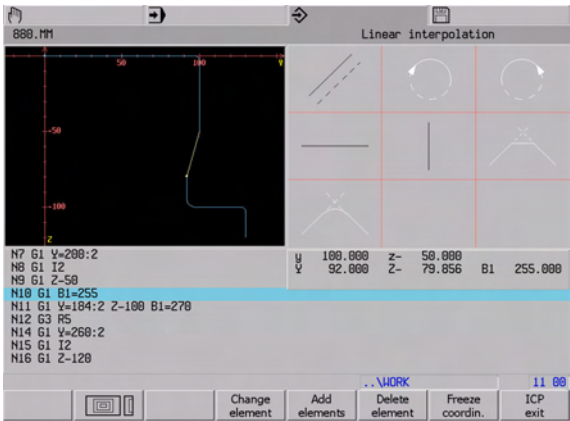 880.MM
Linear interpolation
50
100
Y
-50
-100
Z
N7 G1 Y=200:2
N8 G1 I2
N9 G1 Z-50
N10 G1 B1=255
N11 G1 Y=184:2 Z-100 B1=270
N12 G3 R5
N14 G1 Y=260:2
N15 G1 I2
N16 G1 Z-120
y 100.000 z- 50.000
Y 92.000 Z- 79.856 B1 255.000
..\WORK 11 00
Change element
Add elements
Delete element
Freeze coordin.
ICP exit